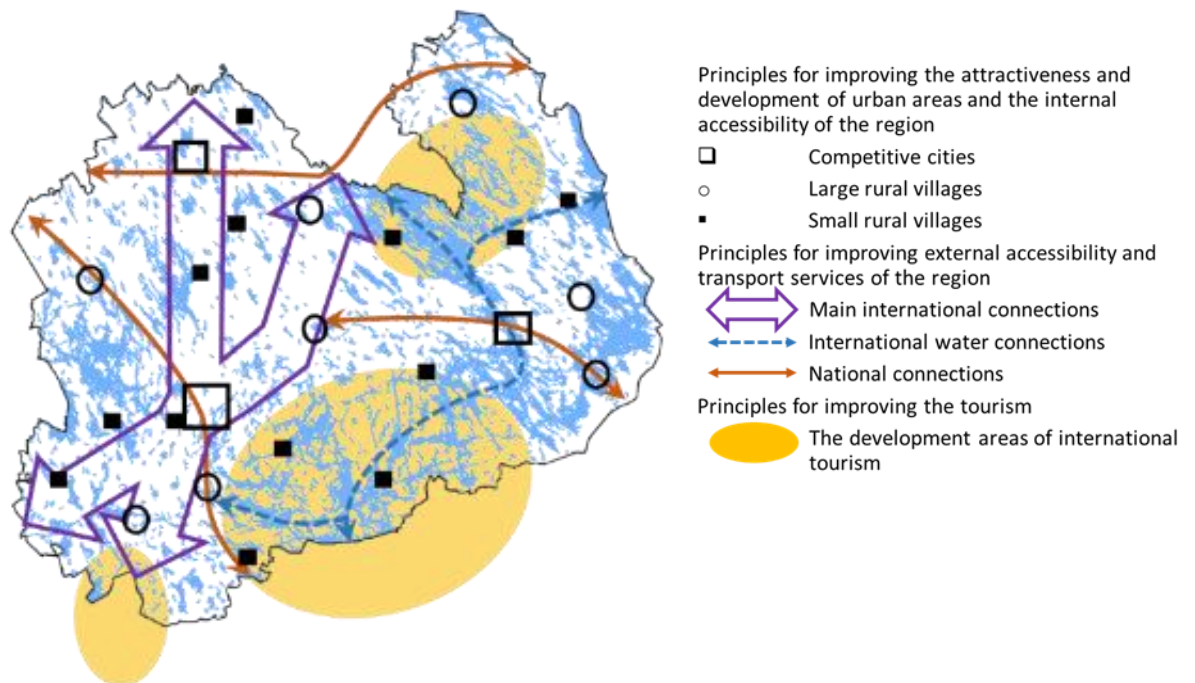 Principles for improving the attractiveness and
development of urban areas and the internal
accessibility of the region
Competitive cities
Large rural villages
Small rural villages
Principles for improving external accessibility and
transport services of the region
Main international connections
International water connections
National connections
Principles for improving the tourism
The development areas of international
tourism